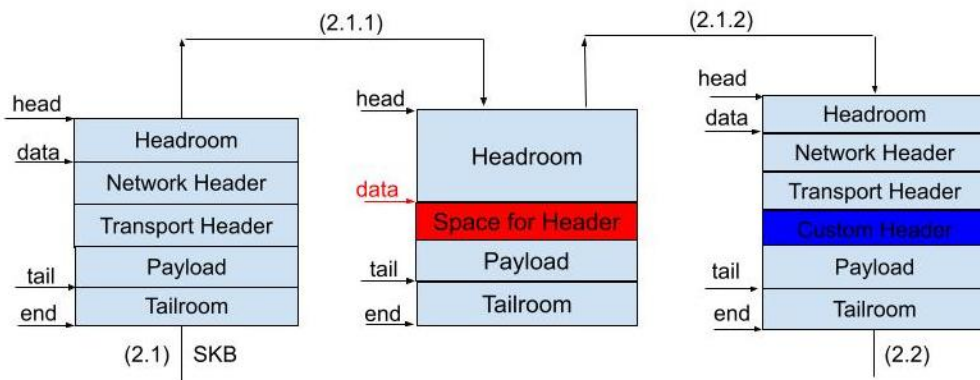 (2.1.1)
(2.1.2)
head
Headroom
data
Network Header
Transport Header
tail
Payload
end
Tailroom
(2.1)
SKB
head
Headroom
data
Space for Header
tail
Payload
end
Tailroom
head
Headroom
data
Network Header
Transport Header
Custom Header
Payload
tail
Tailroom
end
(2.2)